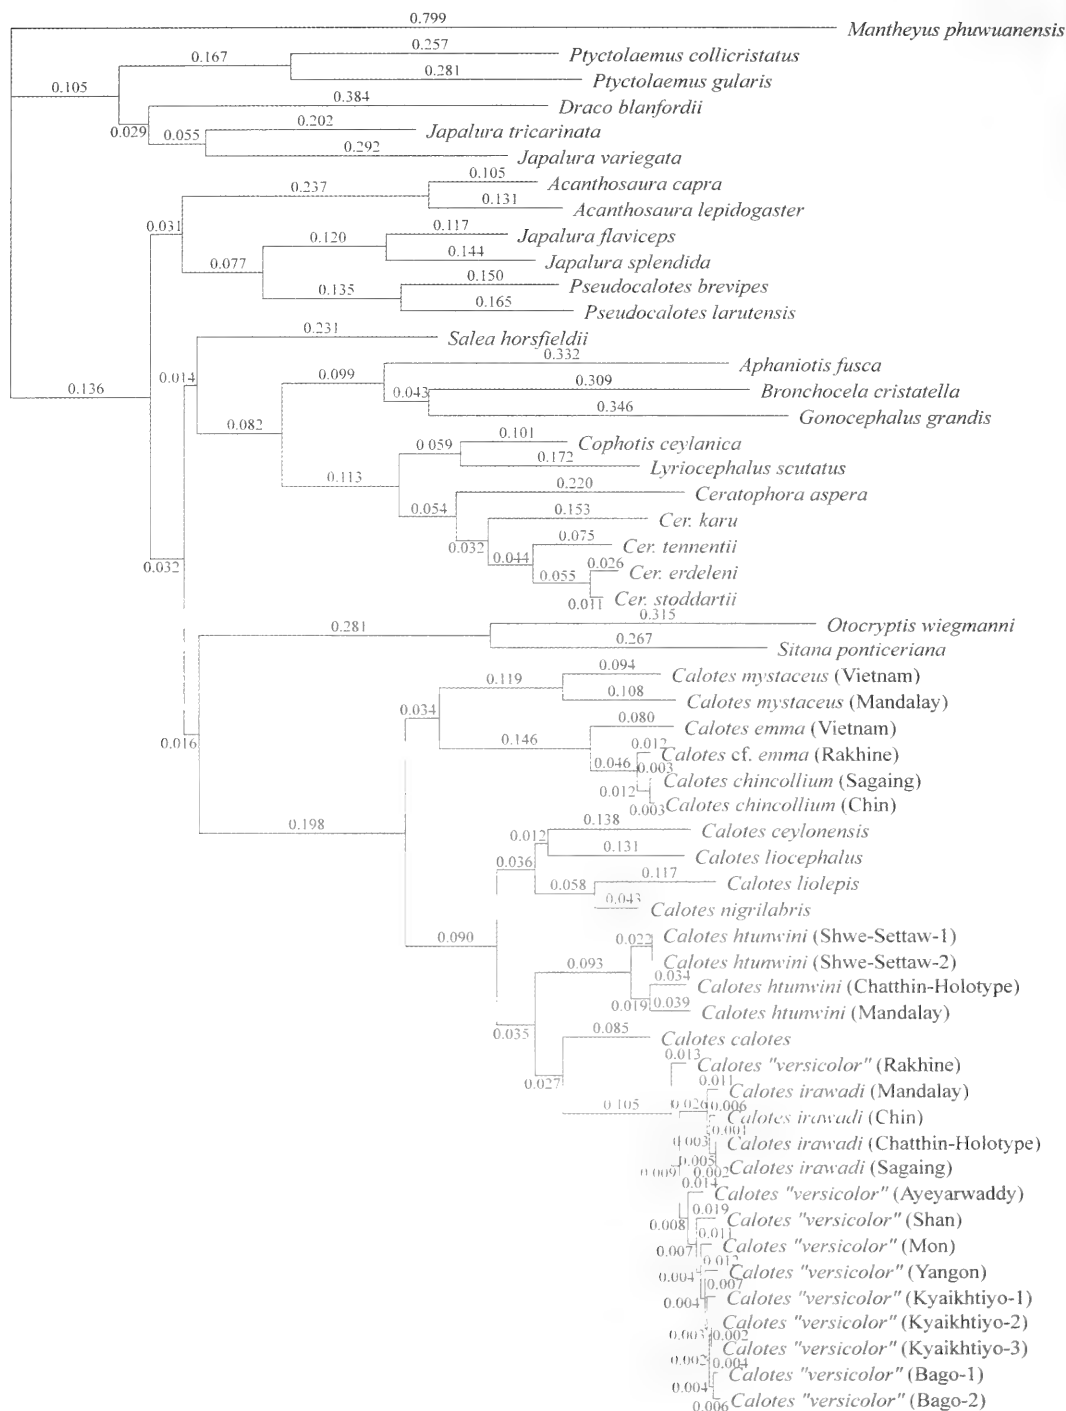 0.799
Mantheyus phuwuanensis
0.257
Ptyctolaemus collicristatus
0.167
0.281
Ptyctolaemus gularis
0.105
0.384
Draco blanfordii
0.029
0.202
Japalura tricarinata
0.055
0.292
Japalura variegata
0.105
Acanthosaura capra
0.237
0.131
Acanthosaura lepidogaster
0.031
0.117
Japalura flaviceps
0.120
0.144
Japalura splendida
0.077
0.150
Pseudocalotes brevipes
0.135
0.165
Pseudocalotes larutensis
0.231
Salea horsfieldii
0.332
Aphaniotis fusca
0.014
0.099
0.136
0.309
Bronchocela cristatella
0.043
0.346
Gonocephalus grandis
0.082
0.101
Cophotis ceylanica
0.059
0.172
Lyriocephalus scutatus
0.113
0.220
Ceratophora aspera
0.054
0.153
Cer. karu
0.032
0.075
Cer. tennentii
0.044
0.026
Cer. erdeleni
0.032
0.055
0.011
Cer. stoddartii
0.315
Otocryptis wiegmanni
0.281
0.267
Sitana ponticeriana
0.094
Calotes mystaceus (Vietnam)
0.119
0.108
Calotes mystaceus (Mandalay)
0.034
0.080
Calotes emma (Vietnam)
0.016
0.146
0.012
Calotes cf. emma (Rakhine)
0.046
0.003
Calotes chincollium (Sagaing)
0.012
0.003
Calotes chincollium (Chin)
0.198
0.138
Calotes ceylonensis
0.012
0.131
Calotes liocephalus
0.036
0.117
Calotes liolepis
0.058
0.043
Calotes nigrilabris
0.022
Calotes htunwini (Shwe-Settaw-1)
0.090
Calotes htunwini (Shwe-Settaw-2)
0.093
0.034
Calotes htunwini (Chatthin-Holotype)
0.019
0.039
Calotes htunwini (Mandalay)
0.035
0.085
Calotes calotes
0.013
Calotes "versicolor" (Rakhine)
0.027
0.011
Calotes irawadi (Mandalay)
0.105
0.026
0.006
Calotes irawadi (Chin)
0.001
0.003
Calotes irawadi (Chatthin-Holotype)
0.005
0.009
0.002
Calotes irawadi (Sagaing)
0.014
Calotes "versicolor" (Ayeyarwaddy)
0.019
0.008
Calotes "versicolor" (Shan)
0.011
0.007
Calotes "versicolor" (Mon)
0.012
0.004
Calotes "versicolor" (Yangon)
0.007
0.004
Calotes "versicolor" (Kyaikhtiyo-1)
Calotes "versicolor" (Kyaikhtiyo-2)
0.003
0.002
Calotes "versicolor" (Kyaikhtiyo-3)
0.002
0.004
Calotes "versicolor" (Bago-1)
0.004
0.006
Calotes "versicolor" (Bago-2)